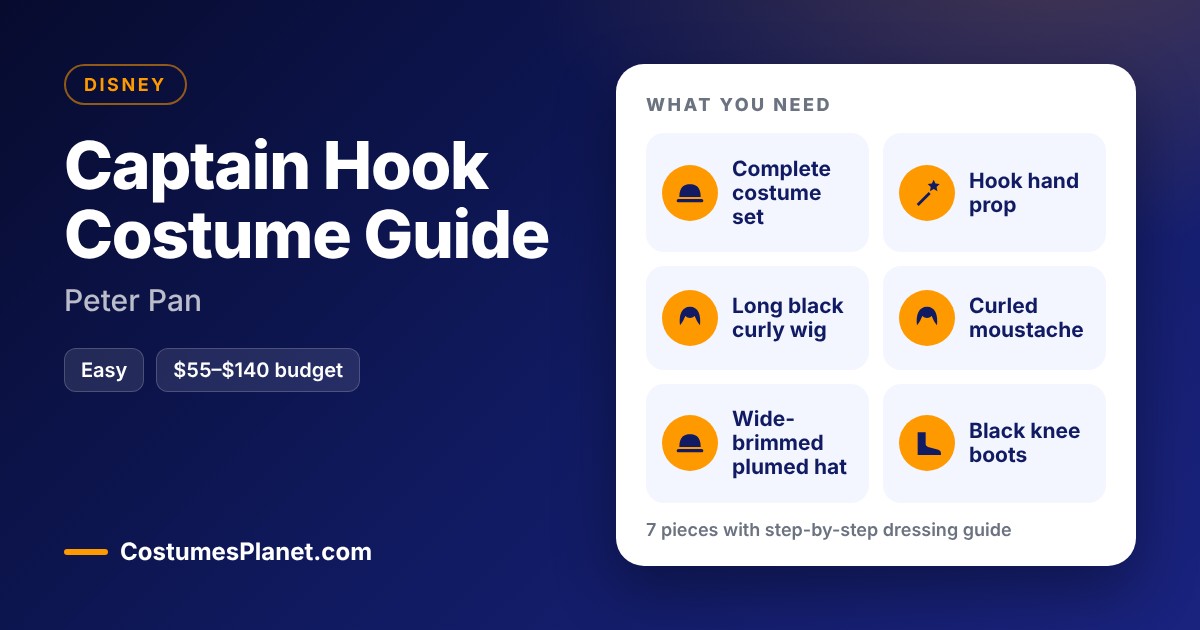 DISNEY
Captain Hook
Costume Guide
Peter Pan
Easy
$55–$140 budget
CostumesPlanet.com
WHAT YOU NEED
Complete
costume
set
Hook hand
prop
Long black
curly wig
Curled
moustache
Wide-
brimmed
plumed hat
Black knee
boots
7 pieces with step-by-step dressing guide